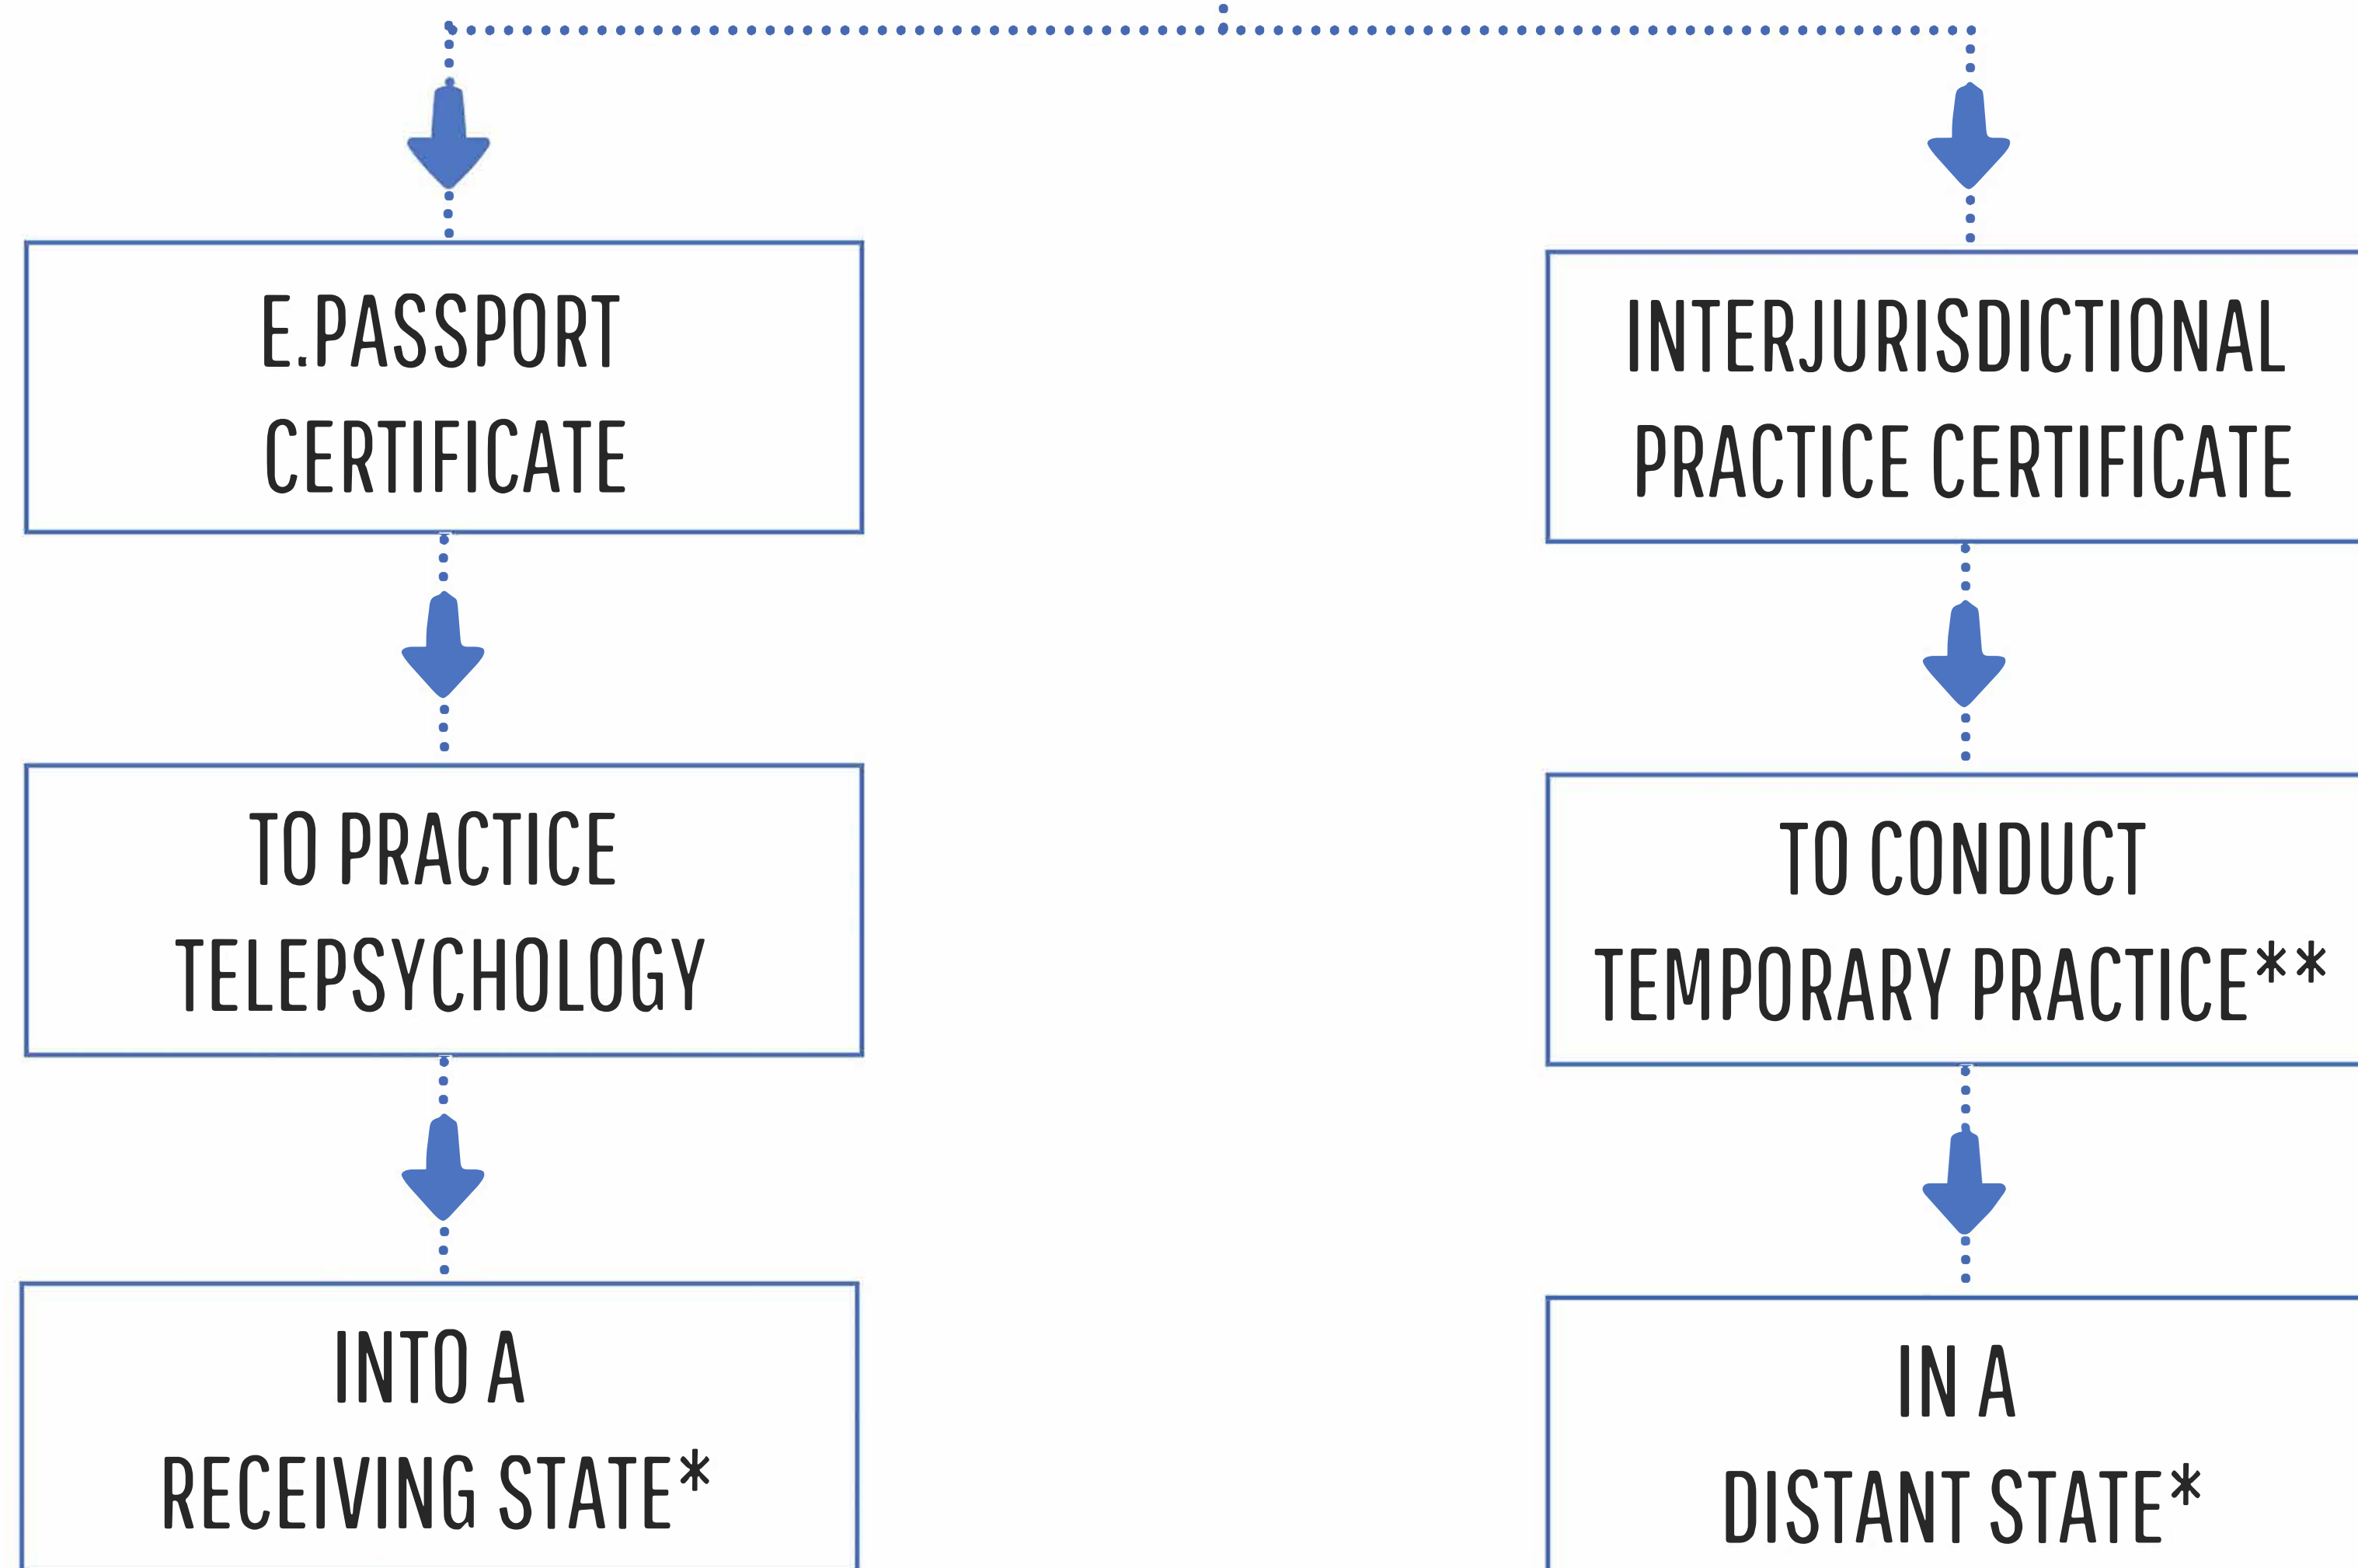 E.PASSPORT
CERTIFICATE
TO PRACTICE
TELEPSYCHOLOGY
INTO A
RECEIVING STATE*
INTERJURISDICTIONAL
PRACTICE CERTIFICATE
TO CONDUCT
TEMPORARY PRACTICE**
IN A
DISTANT STATE*